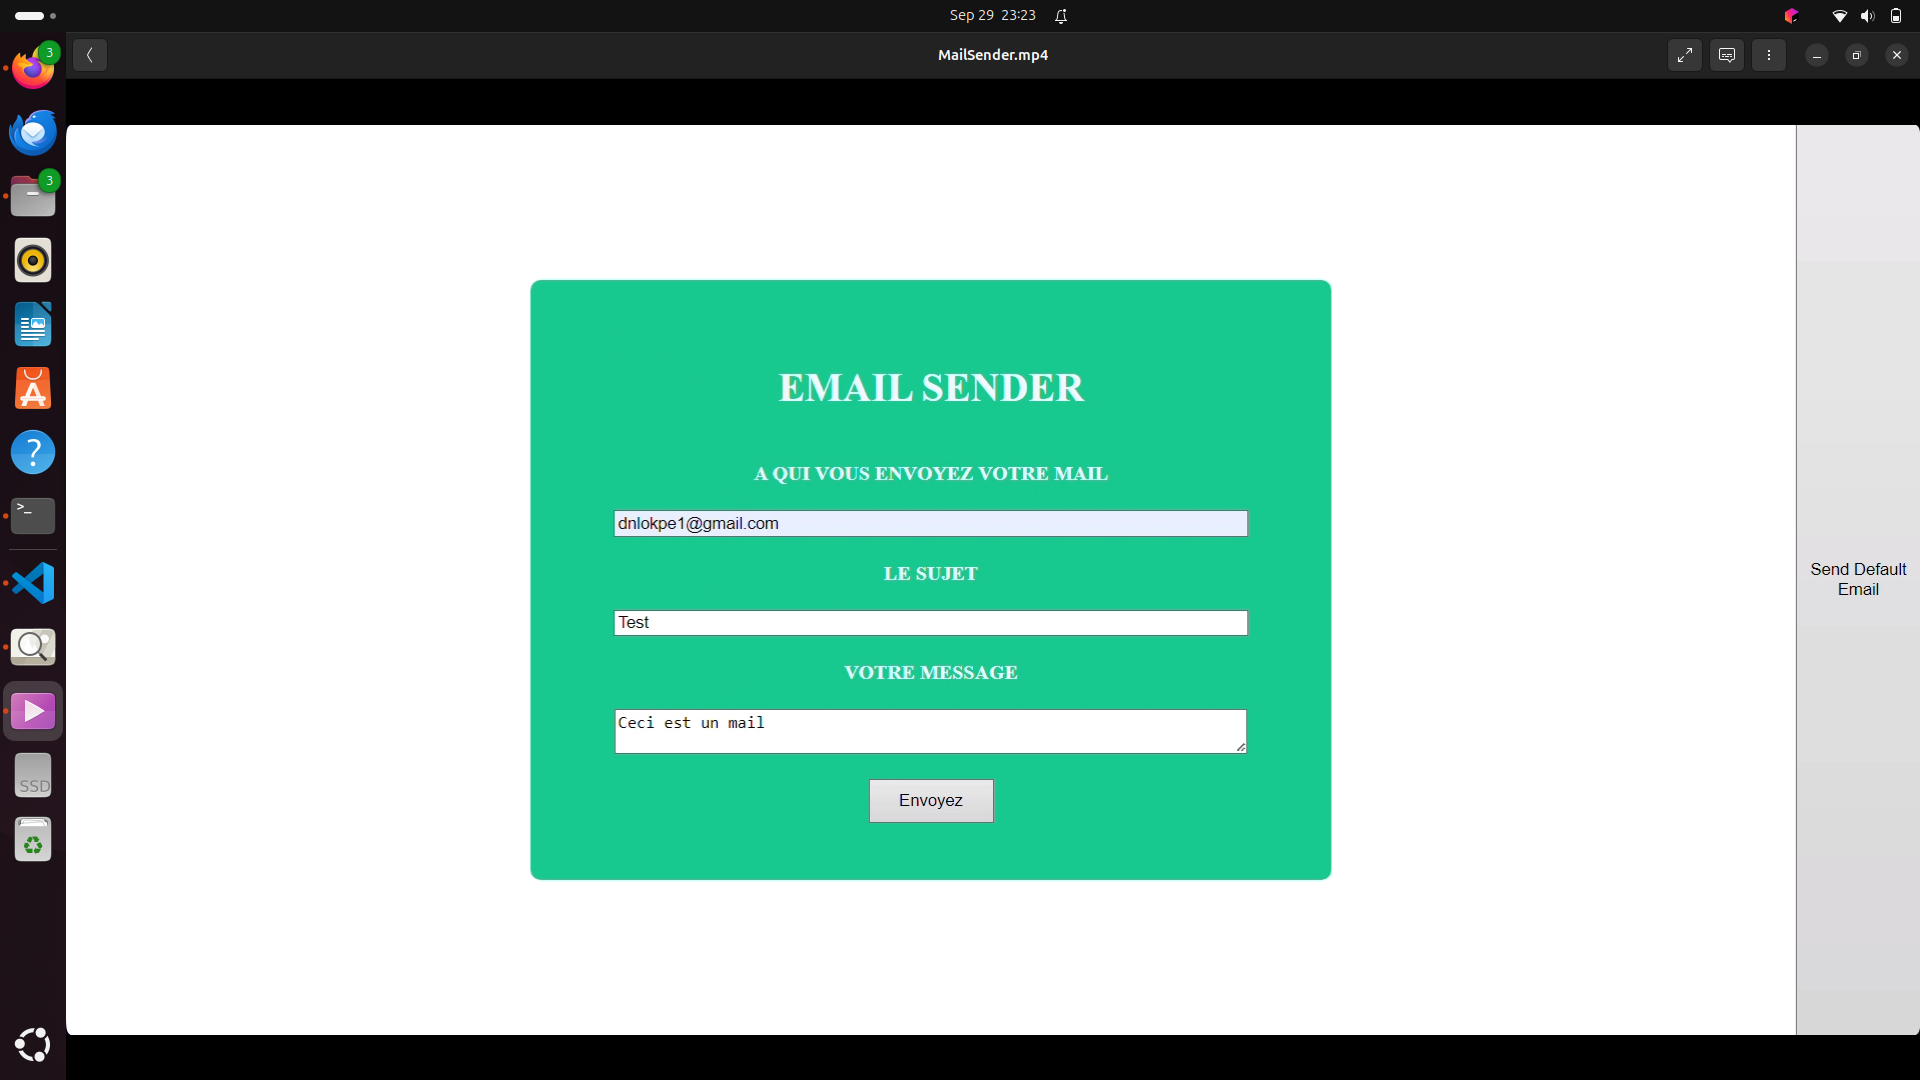 Sep 29 23:23
MailSender.mp4
3
3
SSD
EMAIL SENDER
A QUI VOUS ENVOYEZ VOTRE MAIL
dnlokpe1@gmail.com
LE SUJET
Test
VOTRE MESSAGE
Ceci est un mail
Envoyez
Send Default
Email